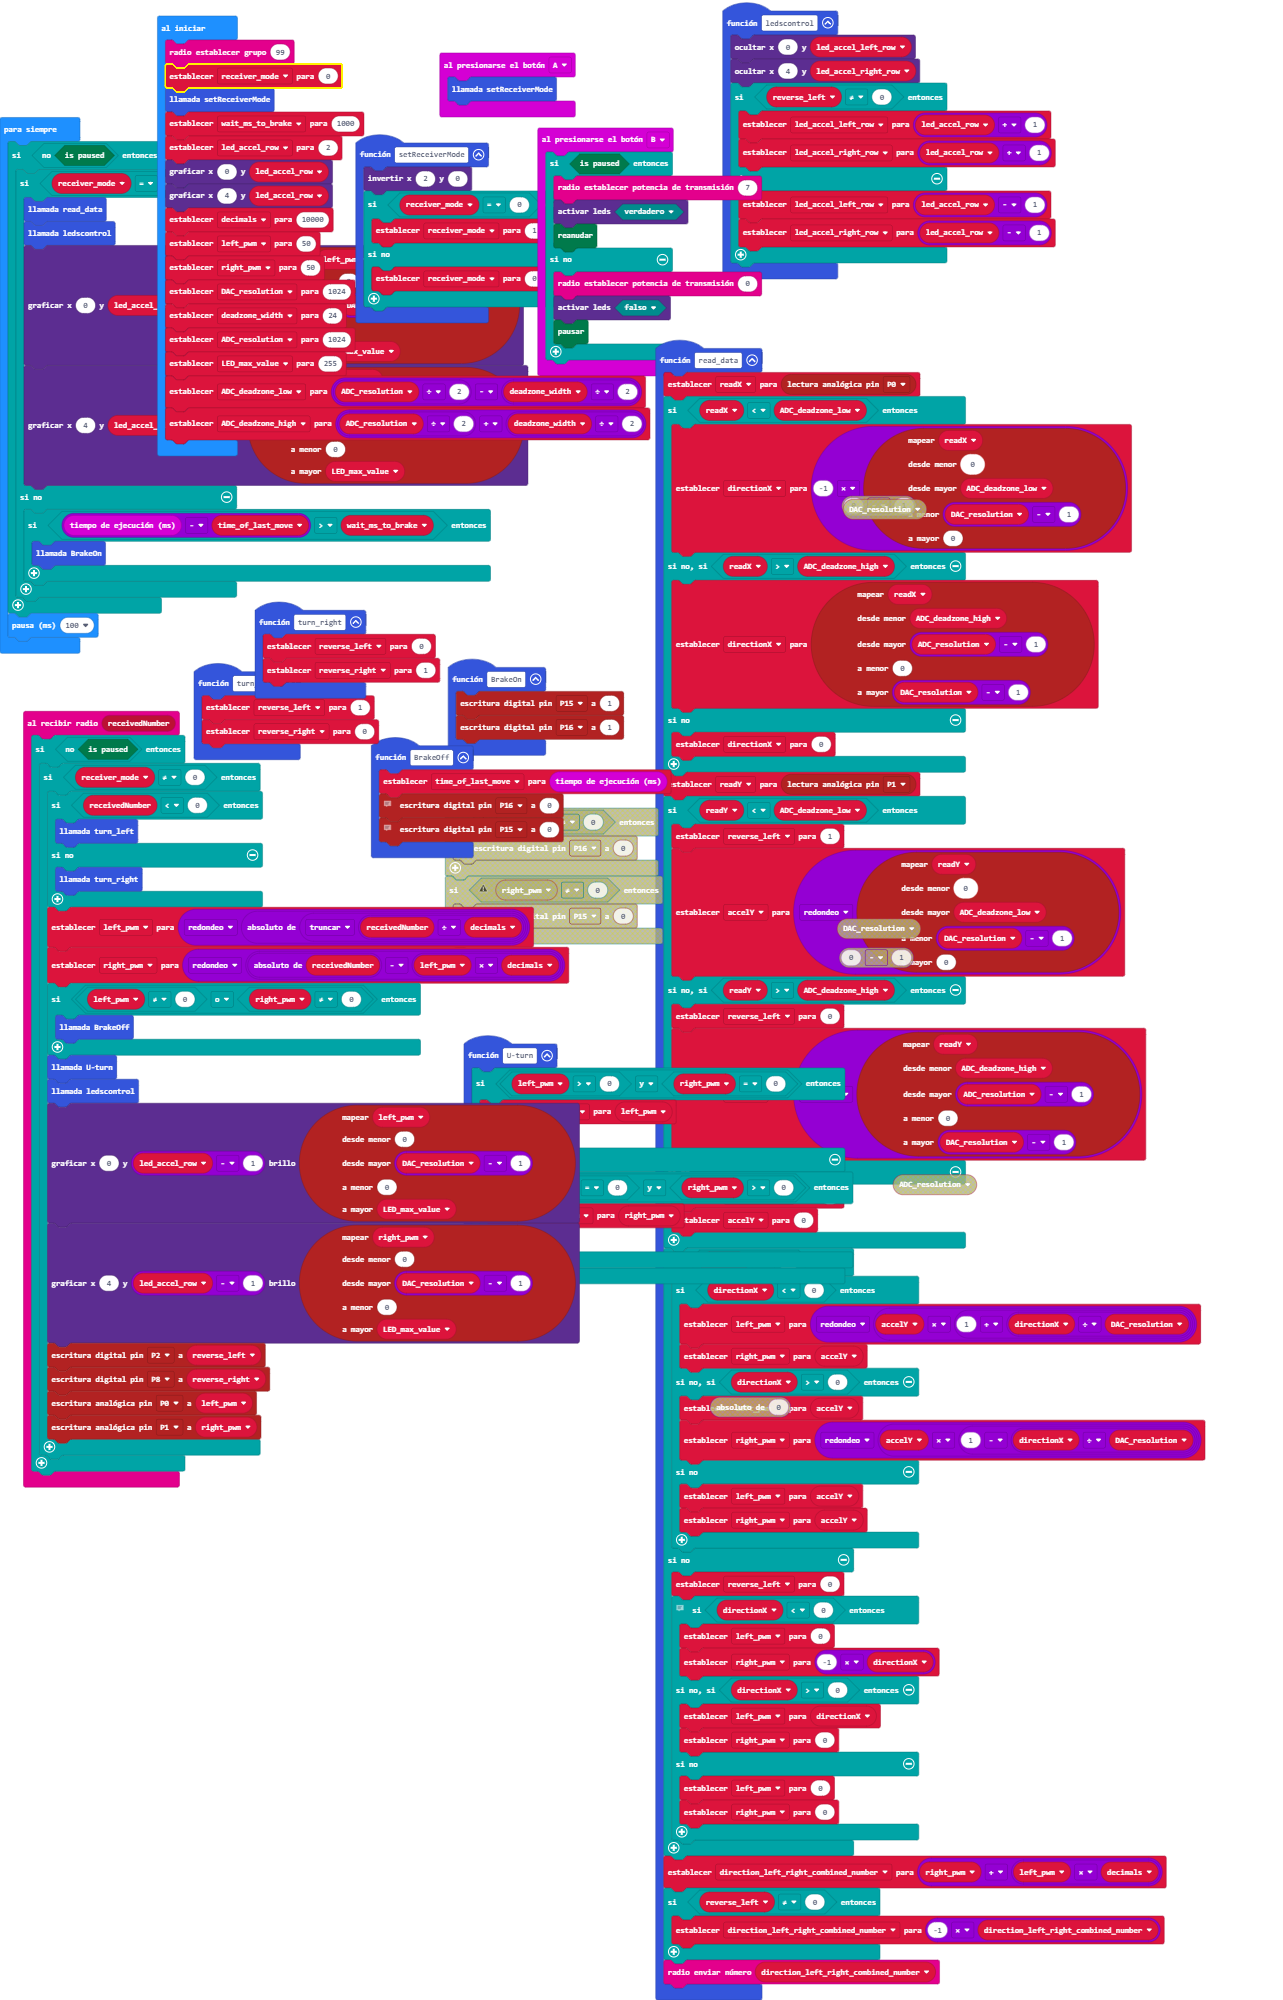 al iniciar
radio establecer grupo 99
establecer receiver_mode para 0
llamada setReceiverMode
establecer wait_ms_to_brake para 1000
establecer led_accel_row para 2
graficar x 0 y led_accel_row
graficar x 4 y led_accel_row
establecer decimals para 10000
establecer left_pwm para 50
establecer right_pwm para 50
establecer DAC_resolution para 1024
establecer deadzone_width para 24
establecer ADC_resolution para 1024
establecer LED_max_value para 255
establecer ADC_deadzone_low para ADC_resolution ÷ 2 - deadzone_width ÷ 2
establecer ADC_deadzone_high para ADC_resolution ÷ 2 + deadzone_width ÷ 2
para siempre
si no is paused entonces
si receiver_mode =
llamada read_data
llamada ledscontrol
graficar x 0 y led_accel_
graficar x 4 y led_accel_
a menor 0
a mayor LED_max_value
si no
si tiempo de ejecución (ms) - time_of_last_move > wait_ms_to_brake entonces
llamada BrakeOn
pausa (ms) 100
al presionarse el botón A
llamada setReceiverMode
función setReceiverMode
invertir x 2 y 0
si receiver_mode = 0
establecer receiver_mode para 1
si no
establecer receiver_mode para 0
al presionarse el botón B
si is paused entonces
radio establecer potencia de transmisión 7
activar leds verdadero
reanudar
si no
radio establecer potencia de transmisión 0
activar leds falso
pausar
función ledscontrol
ocultar x 0 y led_accel_left_row
ocultar x 4 y led_accel_right_row
si reverse_left ≠ 0 entonces
establecer led_accel_left_row para led_accel_row + 1
establecer led_accel_right_row para led_accel_row + 1
establecer led_accel_left_row para led_accel_row - 1
establecer led_accel_right_row para led_accel_row - 1
función turn_right
establecer reverse_left para 0
establecer reverse_right para 1
función turn
establecer reverse_left para 1
establecer reverse_right para 0
función BrakeOn
escritura digital pin P15 a 1
escritura digital pin P16 a 1
función BrakeOff
establecer time_of_last_move para tiempo de ejecución (ms)
escritura digital pin P16 a 0
escritura digital pin P15 a 0
0 entonces
escritura digital pin P16 a 0
si right_pwm ≠ 0 entonces
tal pin P15 a 0
al recibir radio receivedNumber
si no is paused entonces
si receiver_mode ≠ 0 entonces
si receivedNumber < 0 entonces
llamada turn_left
si no
llamada turn_right
establecer left_pwm para redondeo absoluto de truncar receivedNumber ÷ decimals
establecer right_pwm para redondeo absoluto de receivedNumber - left_pwm × decimals
si left_pwm ≠ 0 o right_pwm ≠ 0 entonces
llamada BrakeOff
llamada U-turn
llamada ledscontrol
graficar x 0 y led_accel_row - 1 brillo
mapear left_pwm
desde menor 0
desde mayor DAC_resolution - 1
a menor 0
a mayor LED_max_value
graficar x 4 y led_accel_row - 1 brillo
mapear right_pwm
desde menor 0
desde mayor DAC_resolution - 1
a menor 0
a mayor LED_max_value
escritura digital pin P2 a reverse_left
escritura digital pin P8 a reverse_right
escritura analógica pin P0 a left_pwm
escritura analógica pin P1 a right_pwm
función U-turn
si left_pwm > 0 y right_pwm = 0 entonces
para left_pwm
= 0 y right_pwm > 0 entonces
para right_pwm
función read_data
establecer readX para lectura analógica pin P0
si readX < ADC_deadzone_low entonces
establecer directionX para -1 ×
mapear readX
desde menor 0
desde mayor ADC_deadzone_low
DAC_resolution
menor DAC_resolution - 1
a mayor 0
si no, si readX > ADC_deadzone_high entonces
establecer directionX para
mapear readX
desde menor ADC_deadzone_high
desde mayor ADC_resolution - 1
a menor 0
a mayor DAC_resolution - 1
si no
establecer directionX para 0
stablecer readY para lectura analógica pin P1
si readY < ADC_deadzone_low entonces
establecer reverse_left para 1
establecer accelY para redondeo
mapear readY
desde menor 0
desde mayor ADC_deadzone_low
DAC_resolution
a menor DAC_resolution - 1
0 - 1
mayor 0
si no, si readY > ADC_deadzone_high entonces
establecer reverse_left para 0
mapear readY
desde menor ADC_deadzone_high
desde mayor ADC_resolution - 1
a menor 0
a mayor DAC_resolution - 1
ADC_resolution
tablecer accelY para 0
si directionX < 0 entonces
establecer left_pwm para redondeo accelY × 1 + directionX ÷ DAC_resolution
establecer right_pwm para accelY
si no, si directionX > 0 entonces
establ absoluto de 0 para accelY
establecer right_pwm para redondeo accelY × 1 - directionX ÷ DAC_resolution
si no
establecer left_pwm para accelY
establecer right_pwm para accelY
si no
establecer reverse_left para 0
si directionX < 0 entonces
establecer left_pwm para 0
establecer right_pwm para -1 × directionX
si no, si directionX > 0 entonces
establecer left_pwm para directionX
establecer right_pwm para 0
si no
establecer left_pwm para 0
establecer right_pwm para 0
establecer direction_left_right_combined_number para right_pwm + left_pwm × decimals
si reverse_left ≠ 0 entonces
establecer direction_left_right_combined_number para -1 × direction_left_right_combined_number
radio enviar número direction_left_right_combined_number